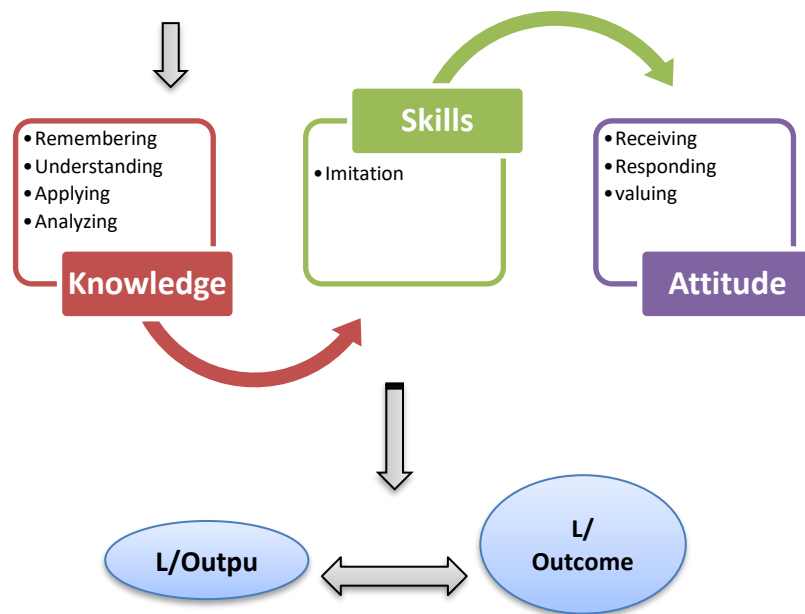 • Remembering
• Understanding
• Applying
• Analyzing
Knowledge
Skills
• Imitation
• Receiving
• Responding
• valuing
Attitude
L/Outpu
L/
Outcome